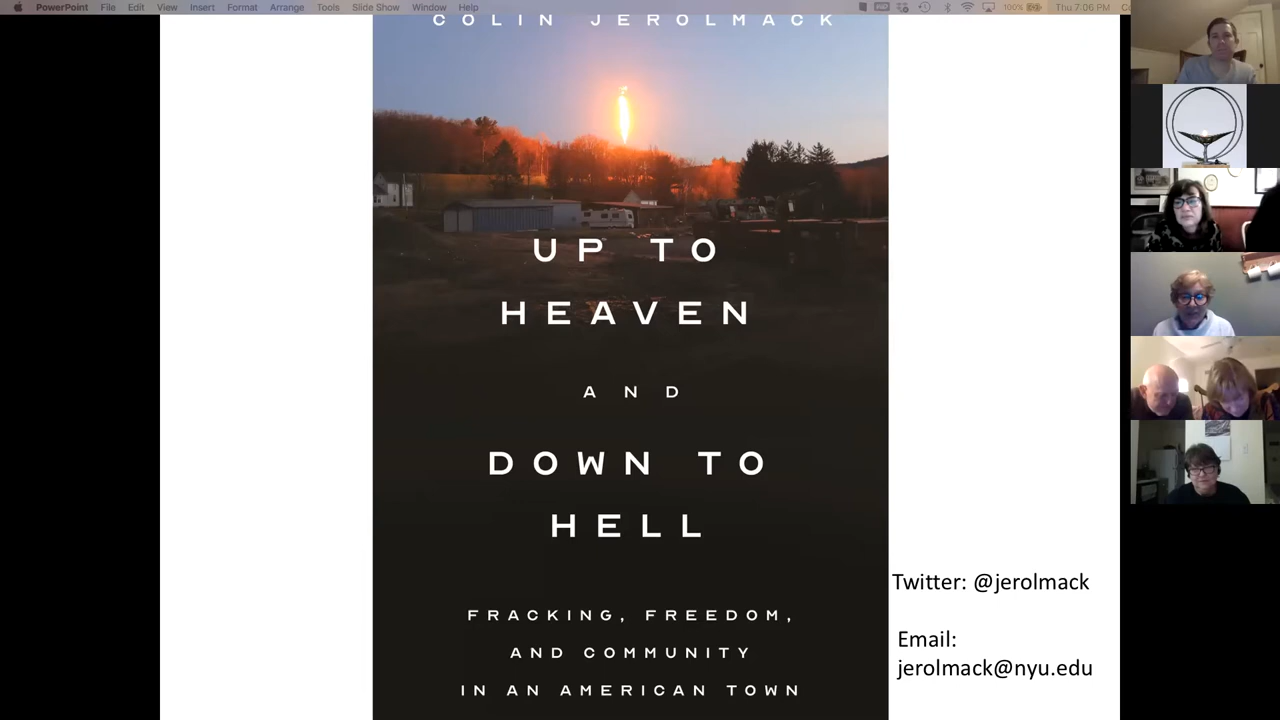 PowerPoint File Edit View Insert Format Arrange Tools Slide Show Window Help 100% Thu 7:06 PM
COLIN JEROLMACK
UP TO
HEAVEN
AND
DOWN TO
HELL
FRACKING, FREEDOM,
AND COMMUNITY
IN AN AMERICAN TOWN
Twitter: @jerolmack
Email:
jerolmack@nyu.edu